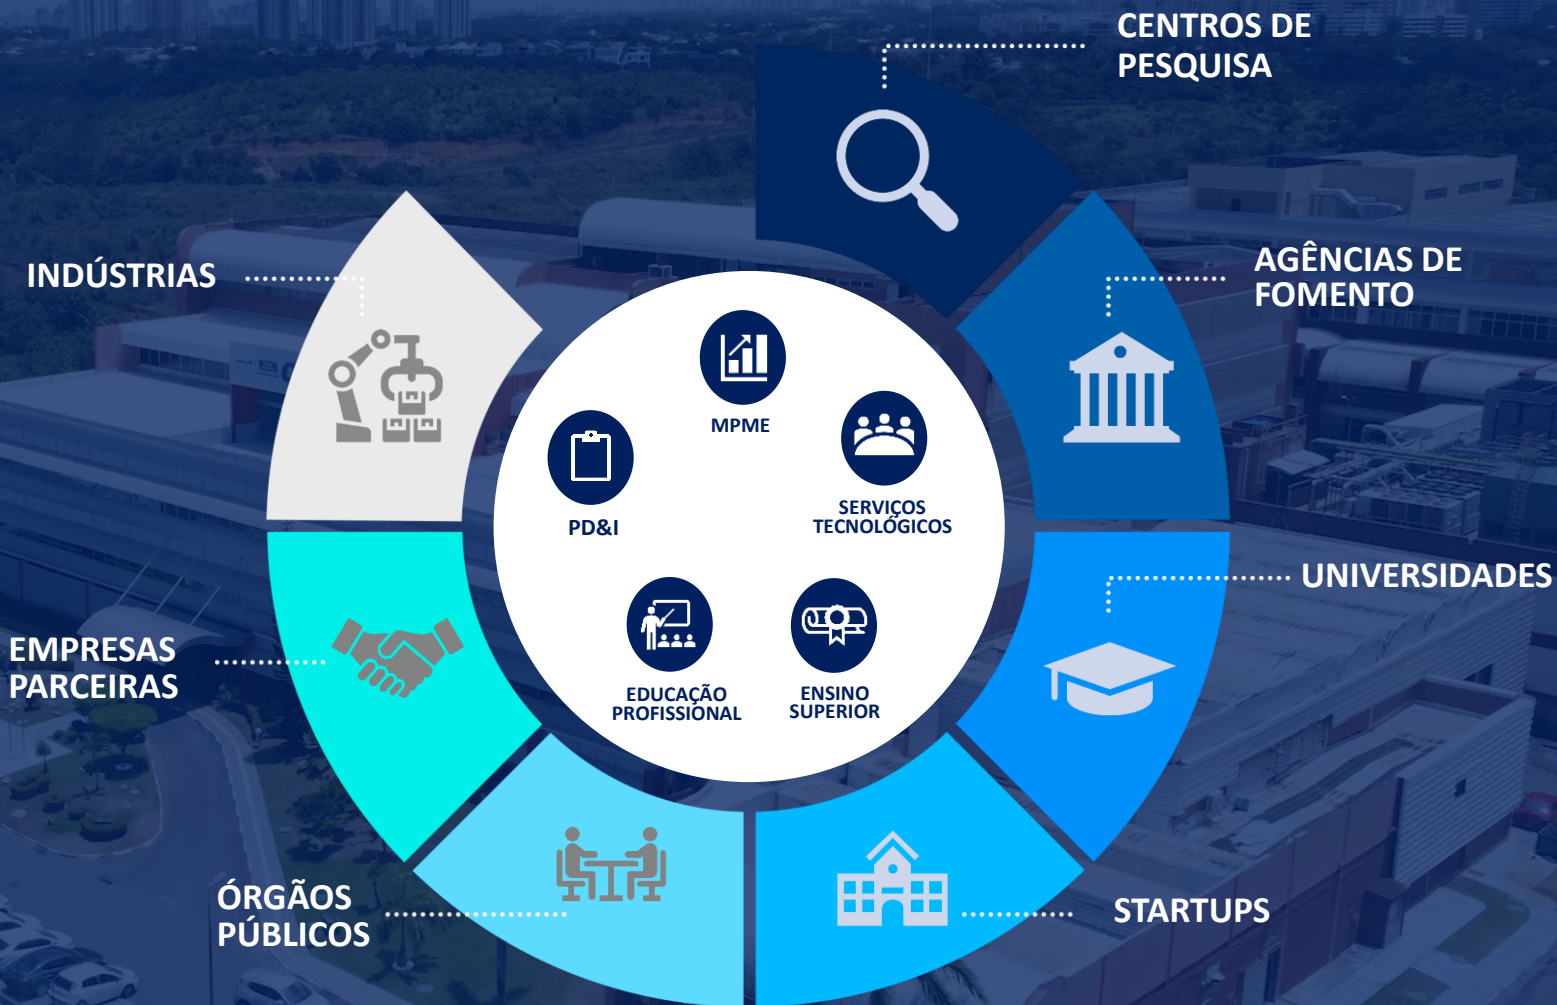 CENTROS DE
PESQUISA
AGÊNCIAS DE
FOMENTO
INDÚSTRIAS
MPME
SERVIÇOS
TECNOLÓGICOS
PD&I
UNIVERSIDADES
EMPRESAS
PARCEIRAS
EDUCAÇÃO
PROFISSIONAL
ENSINO
SUPERIOR
ÓRGÃOS
PÚBLICOS
STARTUPS